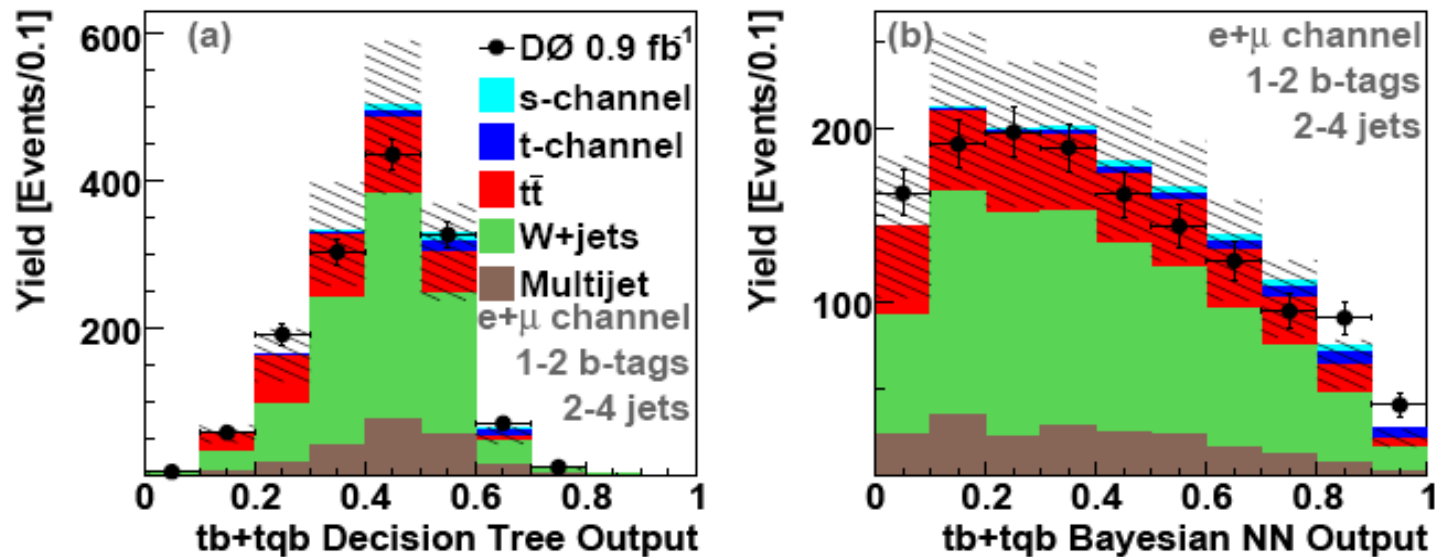 Yield [Events/0.1]
600
400
200
0
0.2
0.4
0.6
0.8
1
tb+tqb Decision Tree Output
(a)
DØ 0.9 fb⁻¹
s-channel
t-channel
tt̄
W+jets
Multijet
e+μ channel
1-2 b-tags
2-4 jets
Yield [Events/0.1]
200
100
0
0.2
0.4
0.6
0.8
1
tb+tqb Bayesian NN Output
(b)
e+μ channel
1-2 b-tags
2-4 jets